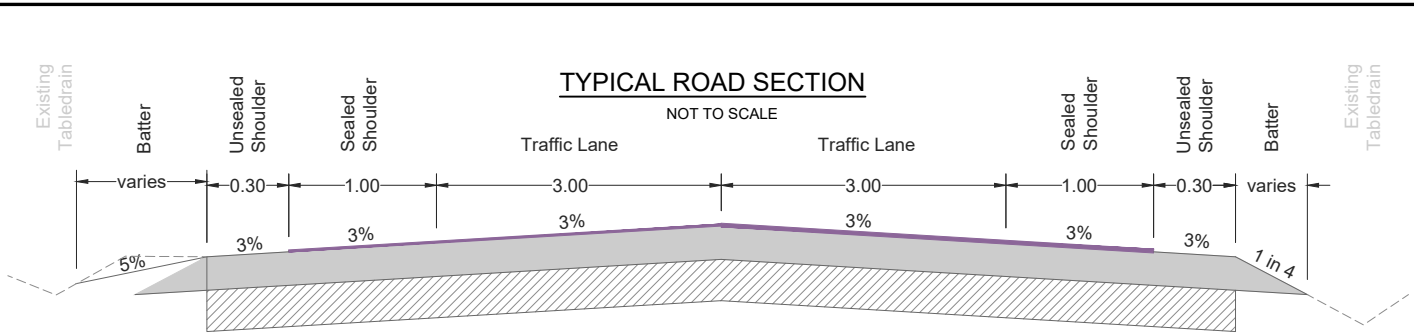 TYPICAL ROAD SECTION
NOT TO SCALE
Existing
Tabledrain
Batter
Unsealed
Shoulder
Sealed
Shoulder
Traffic Lane
Traffic Lane
Sealed
Shoulder
Unsealed
Shoulder
Batter
Existing
Tabledrain
varies
0.30
1.00
3.00
3.00
1.00
0.30
varies
5%
3%
3%
3%
3%
3%
3%
1 in 4